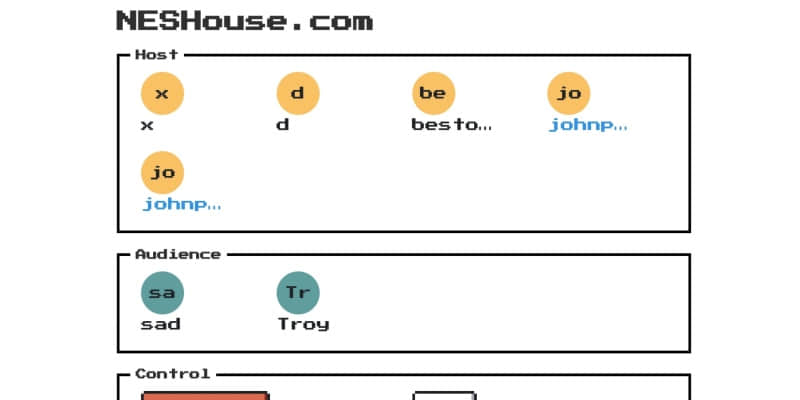 NESHouse.com
Host
x d be jo
x d besto... johnp...
jo
johnp...
Audience
sa Tr
sad Troy
Control